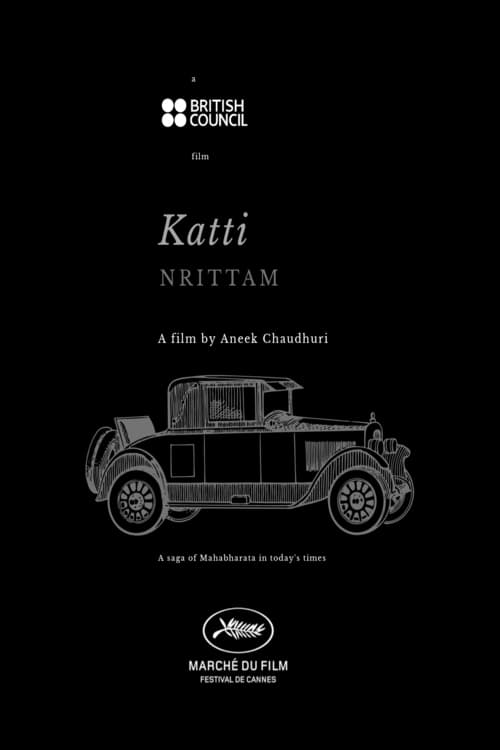 a
BRITISH
COUNCIL
film
Katti
NRITTAM
A film by Aneek Chaudhuri
A saga of Mahabharata in today's times
MARCHÉ DU FILM
FESTIVAL DE CANNES